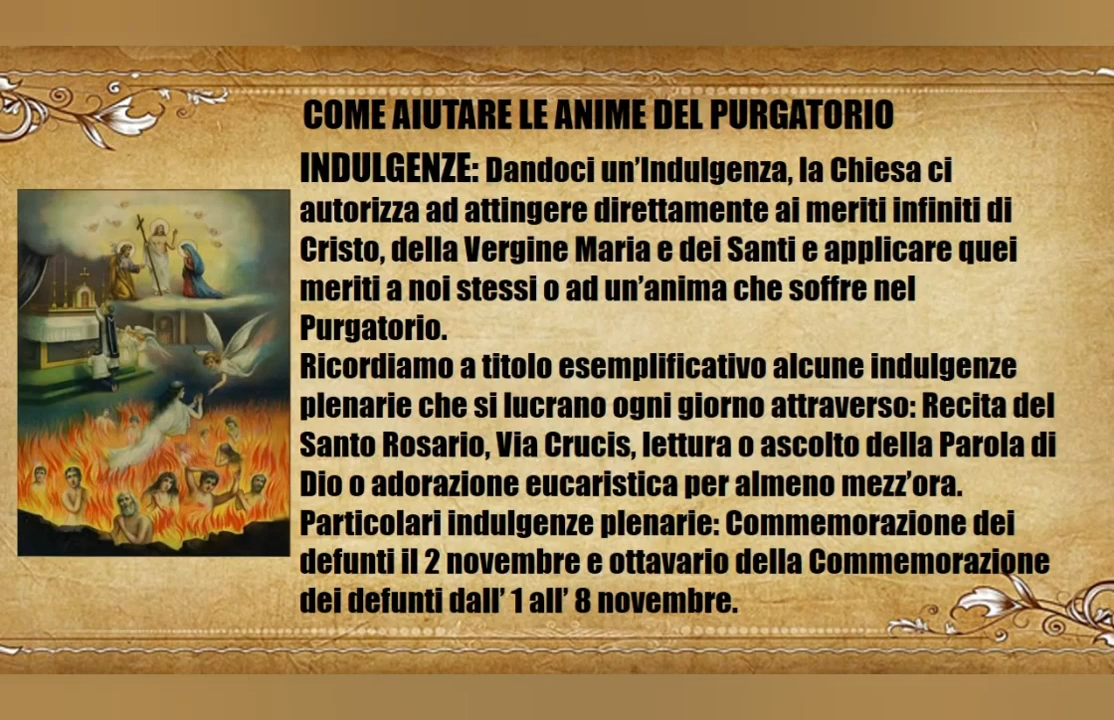 COME AIUTARE LE ANIME DEL PURGATORIO
INDULGENZE: Dandoci un’Indulgenza, la Chiesa ci
autorizza ad attingere direttamente ai meriti infiniti di
Cristo, della Vergine Maria e dei Santi e applicare quei
meriti a noi stessi o ad un’anima che soffre nel
Purgatorio.
Ricordiamo a titolo esemplificativo alcune indulgenze
plenarie che si lucrano ogni giorno attraverso: Recita del
Santo Rosario, Via Crucis, lettura o ascolto della Parola di
Dio o adorazione eucaristica per almeno mezz’ora.
Particolari indulgenze plenarie: Commemorazione dei
defunti il 2 novembre e ottavario della Commemorazione
dei defunti dall’ 1 all’ 8 novembre.